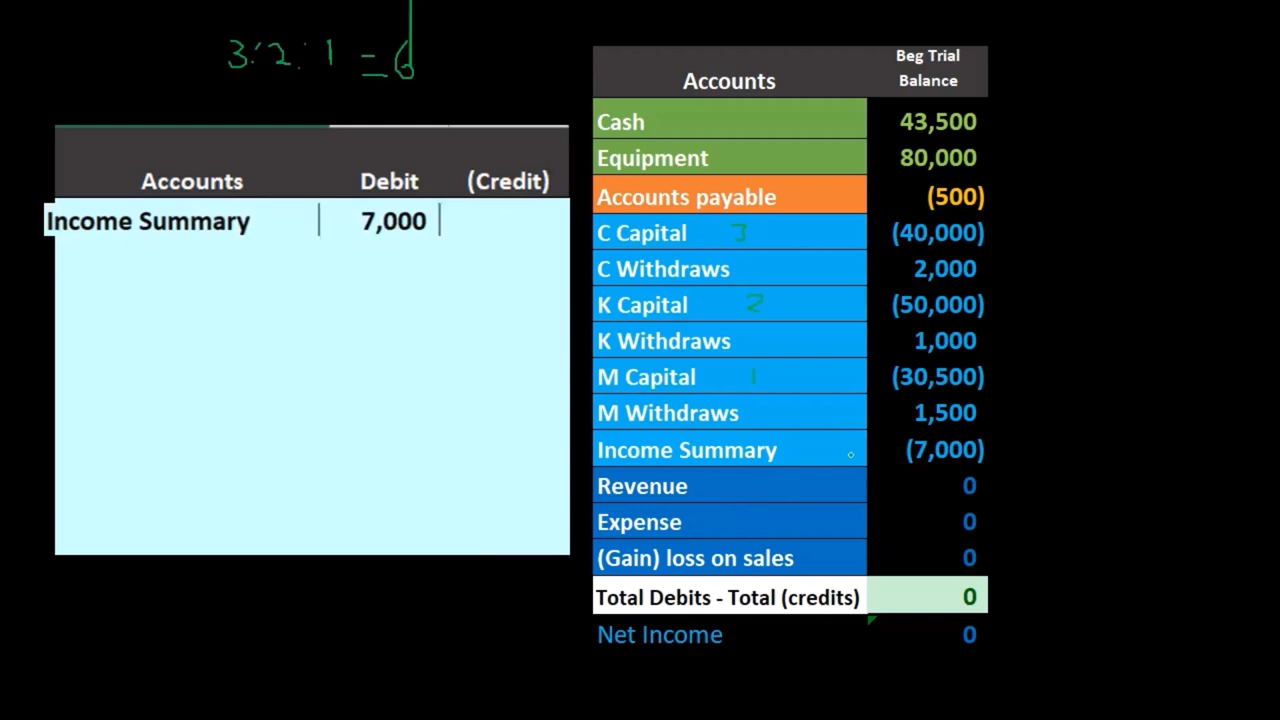 3:2:1 = 6
Accounts Debit (Credit)
Income Summary 7,000
Accounts Beg Trial Balance
Cash 43,500
Equipment 80,000
Accounts payable (500)
C Capital 3 (40,000)
C Withdraws 2,000
K Capital 2 (50,000)
K Withdraws 1,000
M Capital 1 (30,500)
M Withdraws 1,500
Income Summary (7,000)
Revenue 0
Expense 0
(Gain) loss on sales 0
Total Debits - Total (credits) 0
Net Income 0